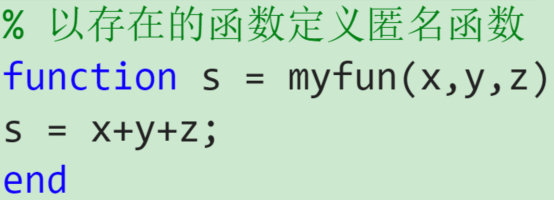 % 以存在的函数定义匿名函数
function s = myfun(x,y,z)
s = x+y+z;
end